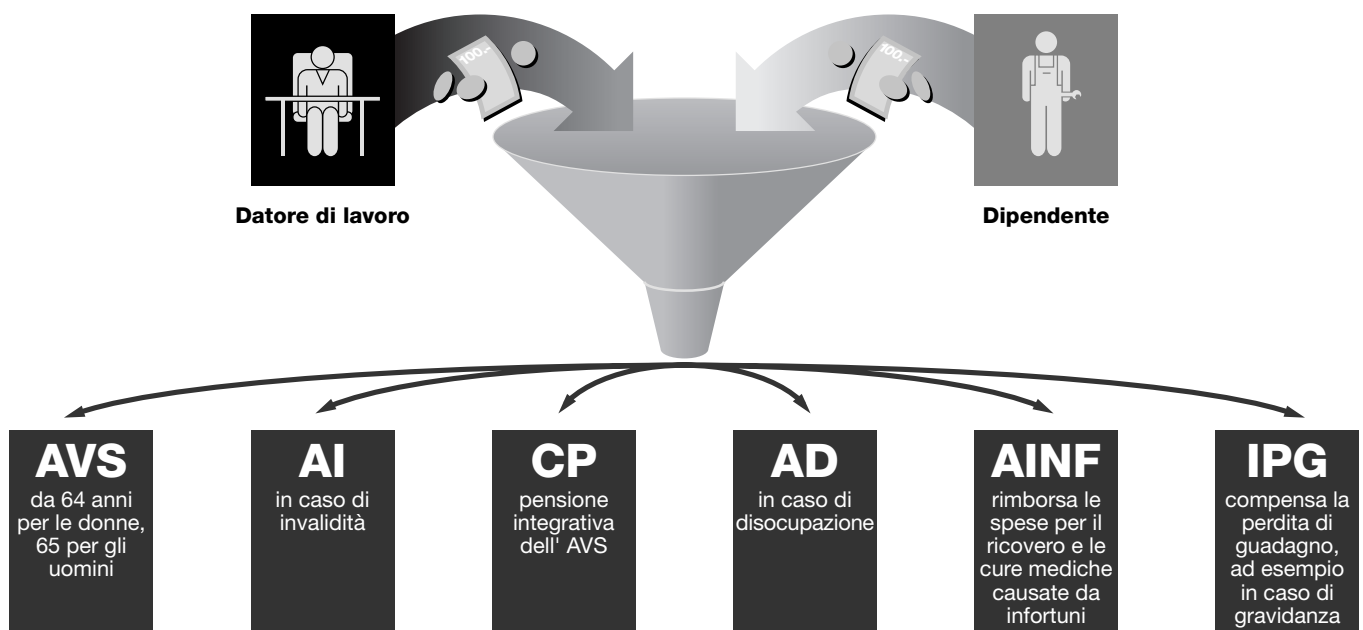 100.-
100.-
Datore di lavoro
Dipendente
AVS
da 64 anni
per le donne,
65 per gli
uomini
AI
in caso di
invalidità
CP
pensione
integrativa
dell' AVS
AD
in caso di
disocupazione
AINF
rimborsa le
spese per il
ricovero e le
cure mediche
causate da
infortuni
IPG
compensa la
perdita di
guadagno,
ad esempio
in caso di
gravidanza